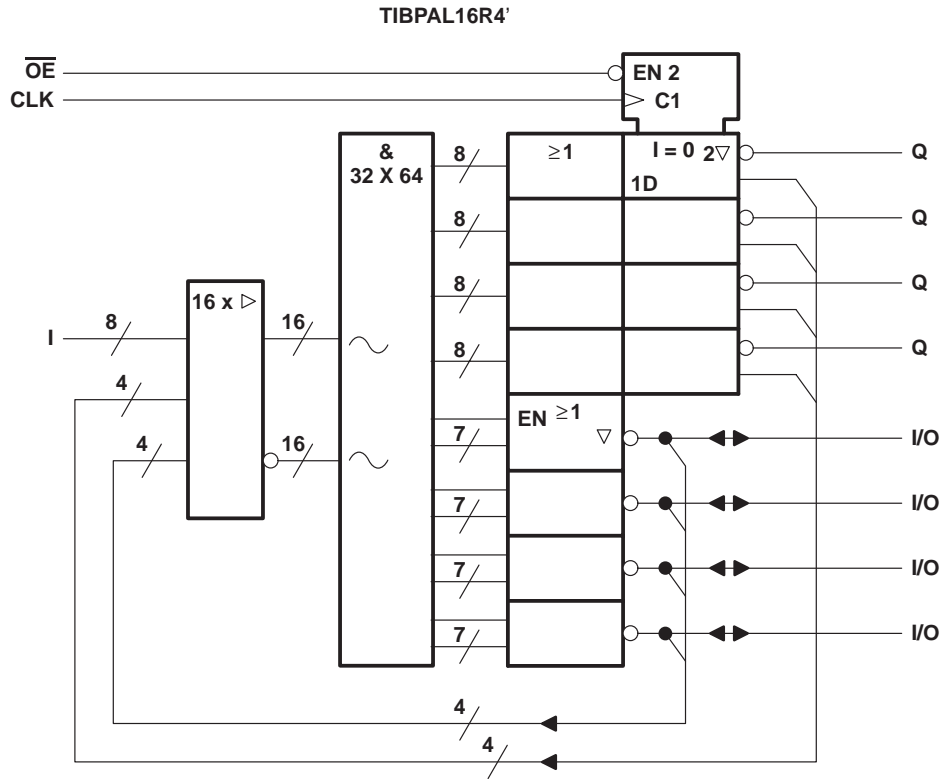 TIBPAL16R4’
OE
EN 2
CLK
C1
&
32 X 64
8
≥1
I = 0 2▽
Q
1D
8
Q
8
Q
16 x ▷
I
8
16
8
Q
4
EN ≥1
▽
7
I/O
4
16
7
I/O
7
I/O
7
I/O
4
4